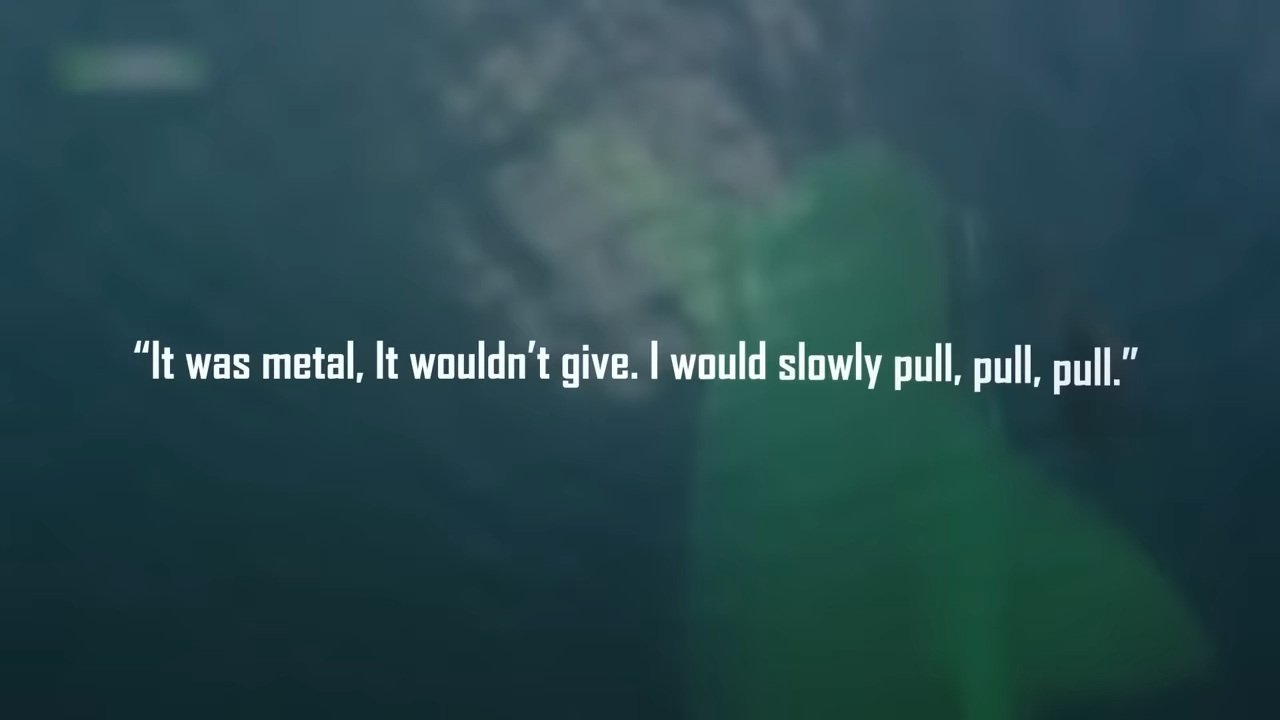 “It was metal, It wouldn’t give. I would slowly pull, pull, pull.”